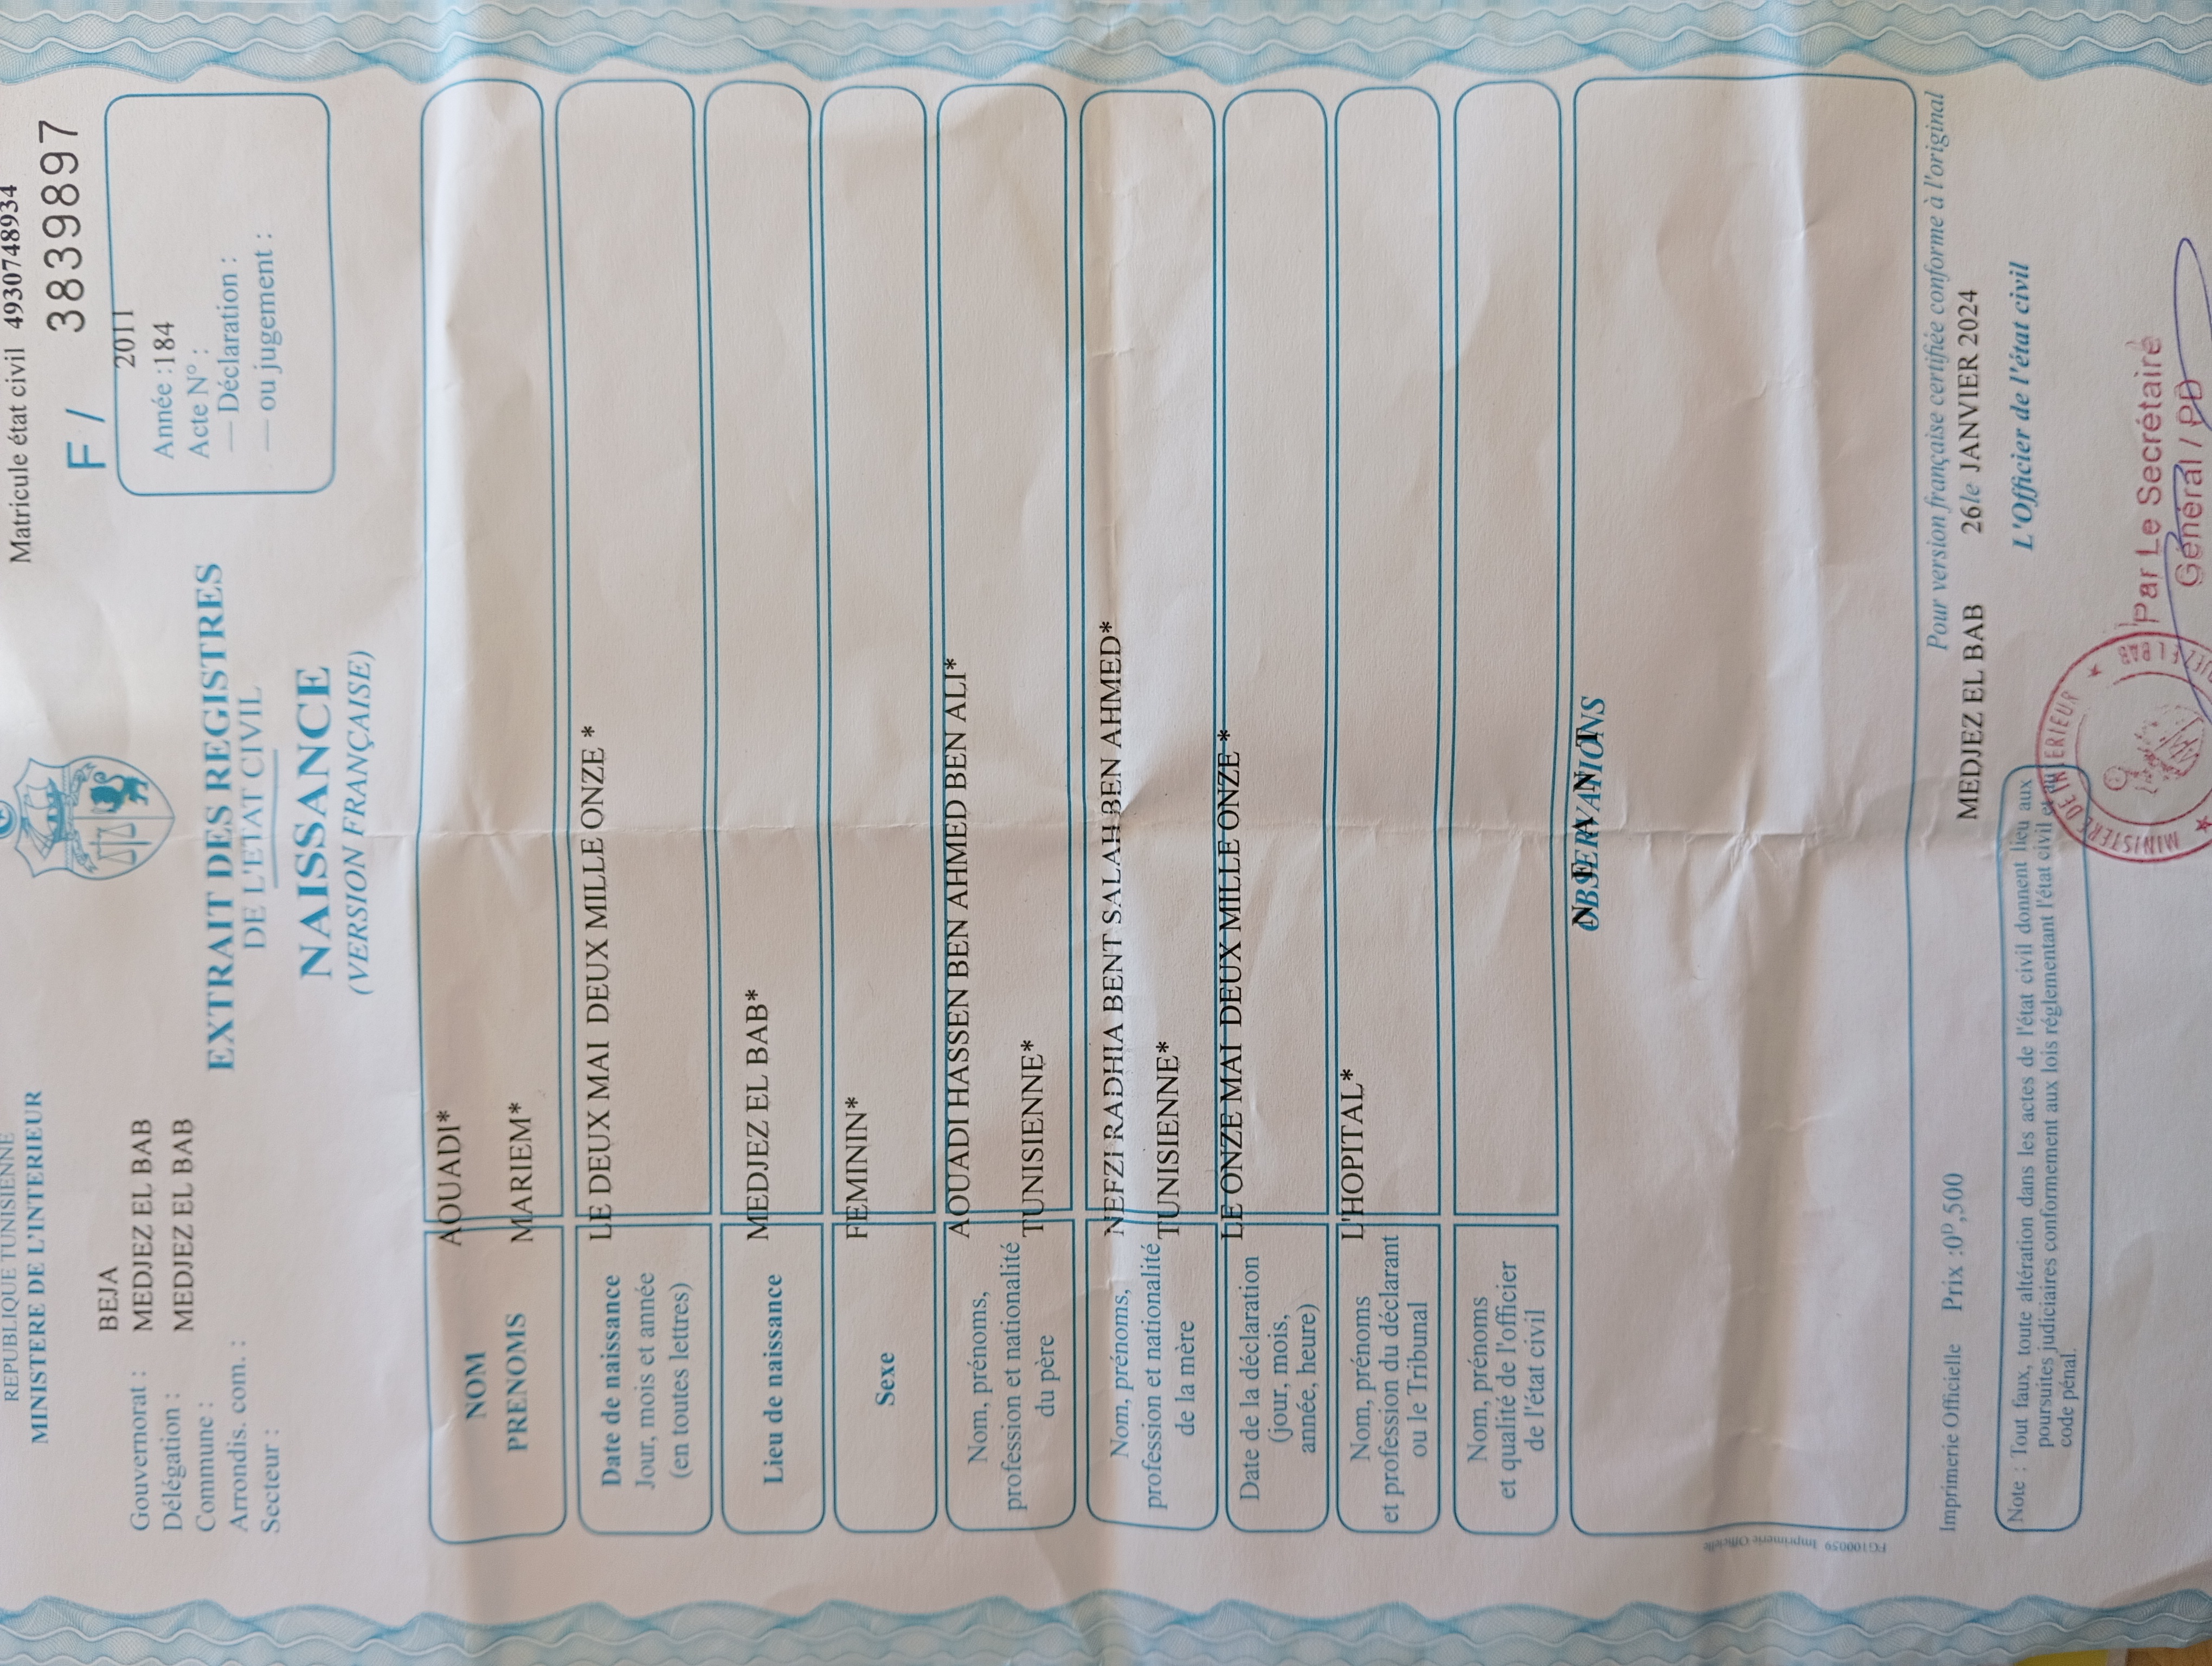 REPUBLIQUE TUNISIENNE
MINISTERE DE L'INTERIEUR
Matricule état civil 4930748934
F / 3839897
Gouvernorat : BEJA
Délégation : MEDJEZ EL BAB
Commune : MEDJEZ EL BAB
Arrondis. com. :
Secteur :
EXTRAIT DES REGISTRES
DE L'ETAT CIVIL
NAISSANCE
(VERSION FRANÇAISE)
2011
Année : 184
Acte N° :
— Déclaration :
— ou jugement :
NOM AOUADI*
PRENOMS MARIEM*
Date de naissance
Jour, mois et année
(en toutes lettres)
LE DEUX MAI DEUX MILLE ONZE *
Lieu de naissance MEDJEZ EL BAB*
Sexe FEMININ*
Nom, prénoms,
profession et nationalité
du père
AOUADI HASSEN BEN AHMED BEN ALI*
TUNISIENNE*
Nom, prénoms,
profession et nationalité
de la mère
NEFZI RADHIA BENT SALAH BEN AHMED*
TUNISIENNE*
Date de la déclaration
(jour, mois,
année, heure)
LE ONZE MAI DEUX MILLE ONZE *
Nom, prénoms
et profession du déclarant
ou le Tribunal
L'HOPITAL*
Nom, prénoms
et qualité de l'officier
de l'état civil
OBSERVATIONS
N E A N T
FG100059 Imprimerie Officielle
Pour version française certifiée conforme à l'original
Imprimerie Officielle Prix :0ᴰ,500
MEDJEZ EL BAB 26 le JANVIER 2024
L'Officier de l'état civil
Note : Tout faux, toute altération dans les actes de l'état civil donnent lieu aux
poursuites judiciaires conformement aux lois réglementant l'état civil et du
code pénal.
MINISTERE DE L'INTERIEUR
Par Le Secrétaire
Général / PD